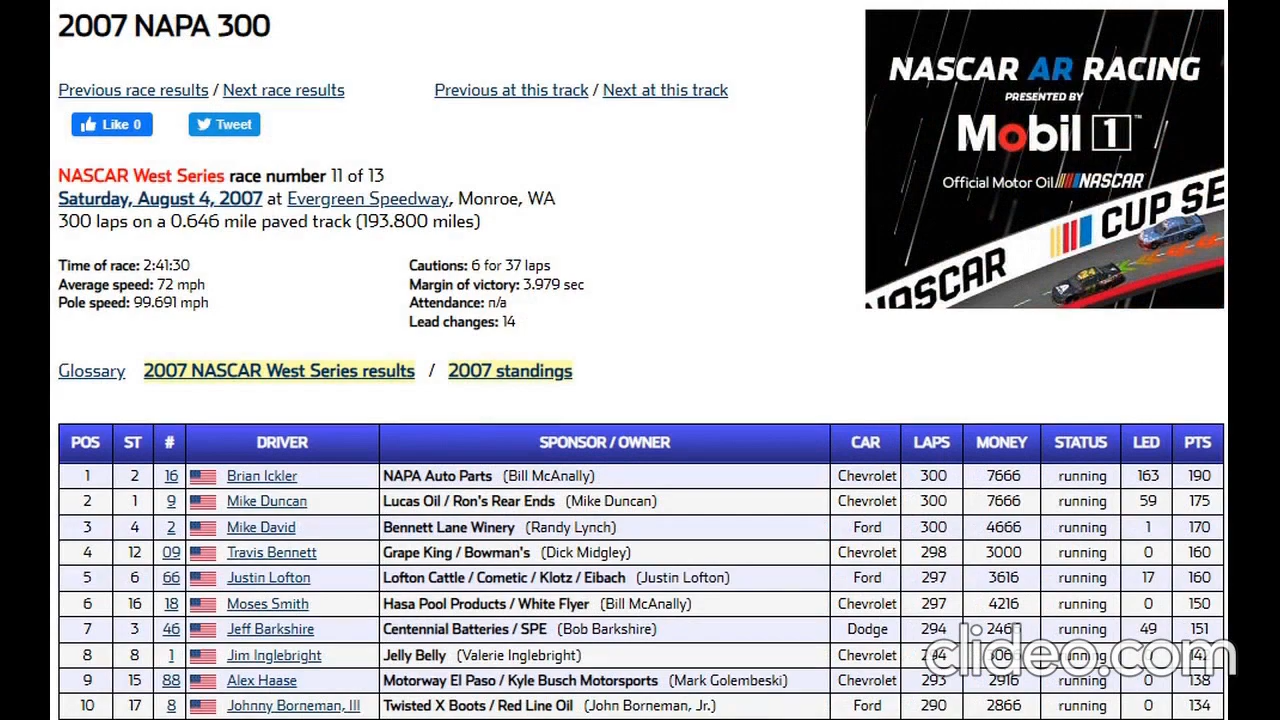 2007 NAPA 300
Previous race results / Next race results
Previous at this track / Next at this track
Like 0
Tweet
NASCAR West Series race number 11 of 13
Saturday, August 4, 2007 at Evergreen Speedway, Monroe, WA
300 laps on a 0.646 mile paved track (193.800 miles)
Time of race: 2:41:30
Average speed: 72 mph
Pole speed: 99.691 mph
Cautions: 6 for 37 laps
Margin of victory: 3.979 sec
Attendance: n/a
Lead changes: 14
Glossary 2007 NASCAR West Series results / 2007 standings
NASCAR AR RACING
PRESENTED BY
Mobil 1™
Official Motor Oil NASCAR
NASCAR CUP SE
POS ST # DRIVER SPONSOR / OWNER CAR LAPS MONEY STATUS LED PTS
1 2 16 Brian Ickler NAPA Auto Parts (Bill McAnally) Chevrolet 300 7666 running 163 190
2 1 9 Mike Duncan Lucas Oil / Ron's Rear Ends (Mike Duncan) Chevrolet 300 7666 running 59 175
3 4 2 Mike David Bennett Lane Winery (Randy Lynch) Ford 300 4666 running 1 170
4 12 09 Travis Bennett Grape King / Bowman's (Dick Midgley) Chevrolet 298 3000 running 0 160
5 6 66 Justin Lofton Lofton Cattle / Cometic / Klotz / Eibach (Justin Lofton) Ford 297 3616 running 17 160
6 16 18 Moses Smith Hasa Pool Products / White Flyer (Bill McAnally) Chevrolet 297 4216 running 0 150
7 3 46 Jeff Barkshire Centennial Batteries / SPE (Bob Barkshire) Dodge 294 running 49 151
8 8 1 Jim Inglebright Jelly Belly (Valerie Inglebright) Chevrolet 294 running
9 15 88 Alex Haase Motorway El Paso / Kyle Busch Motorsports (Mark Golembeski) Chevrolet 293 2916 running 0 138
10 17 8 Johnny Borneman, III Twisted X Boots / Red Line Oil (John Borneman, Jr.) Ford 290 2866 running 0 134
clideo.com